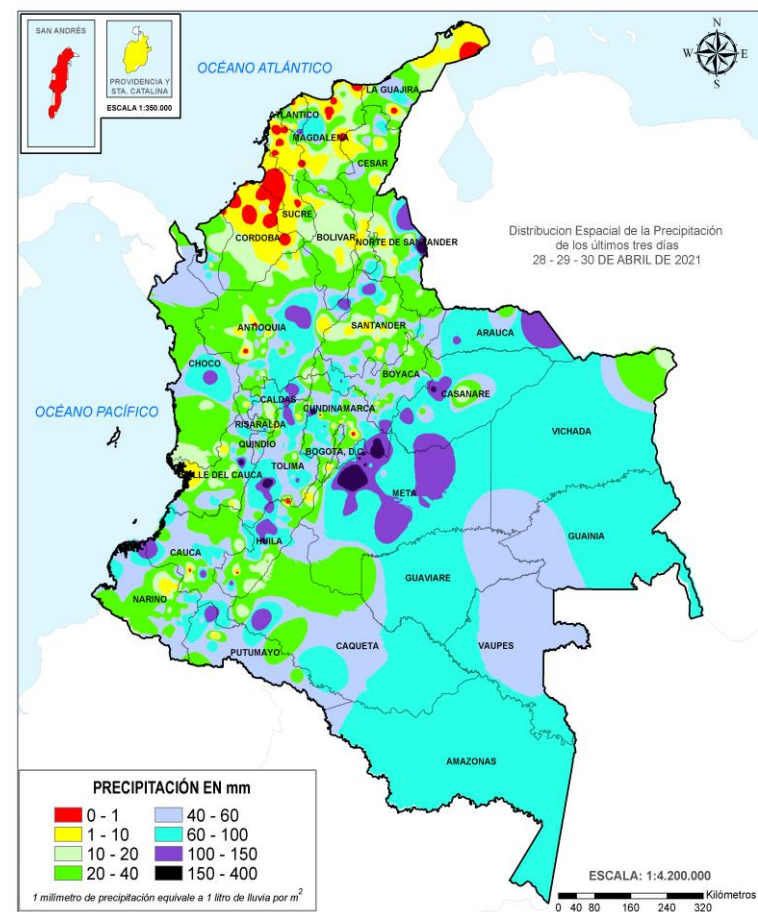 SAN ANDRÉS
PROVIDENCIA Y
STA. CATALINA
ESCALA 1:350.000
OCÉANO ATLÁNTICO
N
W
E
S
LA GUAJIRA
ATLANTICO
MAGDALENA
CESAR
SUCRE
CORDOBA
BOLIVAR
NORTE DE SANTANDER
Distribucion Espacial de la Precipitación
de los últimos tres días
28 - 29 - 30 DE ABRIL DE 2021
ANTIOQUIA
SANTANDER
ARAUCA
CHOCO
BOYACA
CASANARE
OCÉANO PACÍFICO
CALDAS
CUNDINAMARCA
RISARALDA
VICHADA
QUINDIO
BOGOTA, D.C.
TOLIMA
VALLE DEL CAUCA
META
GUAINIA
HUILA
CAUCA
GUAVIARE
NARINO
CAQUETA
VAUPES
PUTUMAYO
AMAZONAS
PRECIPITACIÓN EN mm
0 - 1
40 - 60
1 - 10
60 - 100
10 - 20
100 - 150
20 - 40
150 - 400
1 milímetro de precipitación equivale a 1 litro de lluvia por m²
ESCALA: 1:4.200.000
Kilómetros
0 40 80 160 240 320